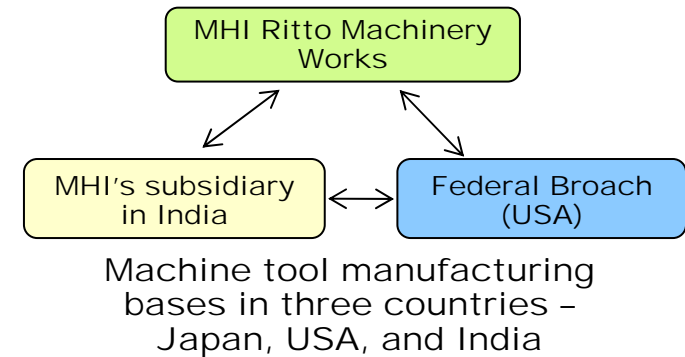 MHI Ritto Machinery
Works
MHI's subsidiary
in India
Federal Broach
(USA)
Machine tool manufacturing
bases in three countries –
Japan, USA, and India